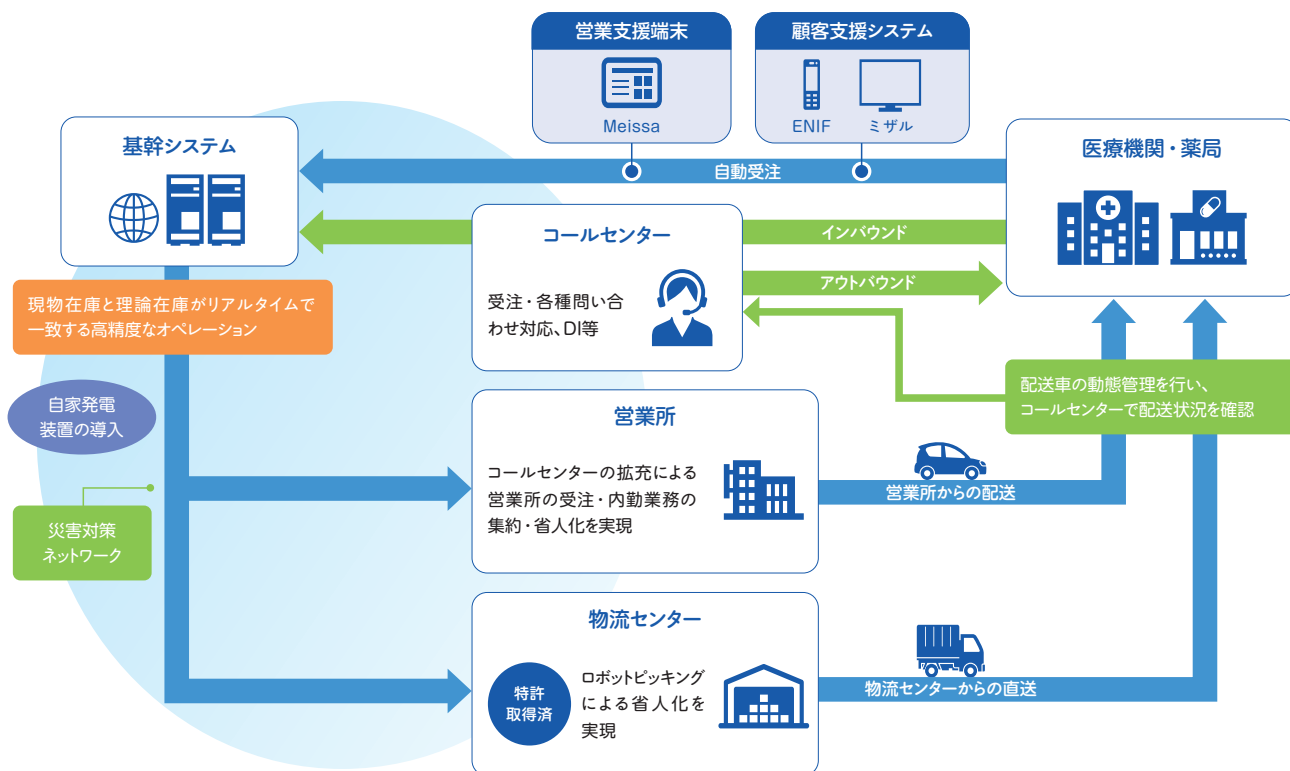 営業支援端末
Meissa
顧客支援システム
ENIF
ミザル
基幹システム
医療機関・薬局
自動受注
コールセンター
受注・各種問い合
わせ対応、DI等
インバウンド
アウトバウンド
現物在庫と理論在庫がリアルタイムで
一致する高精度なオペレーション
配送車の動態管理を行い、
コールセンターで配送状況を確認
自家発電
装置の導入
営業所
コールセンターの拡充による
営業所の受注・内勤業務の
集約・省人化を実現
営業所からの配送
災害対策
ネットワーク
物流センター
特許
取得済
ロボットピッキング
による省人化を
実現
物流センターからの直送